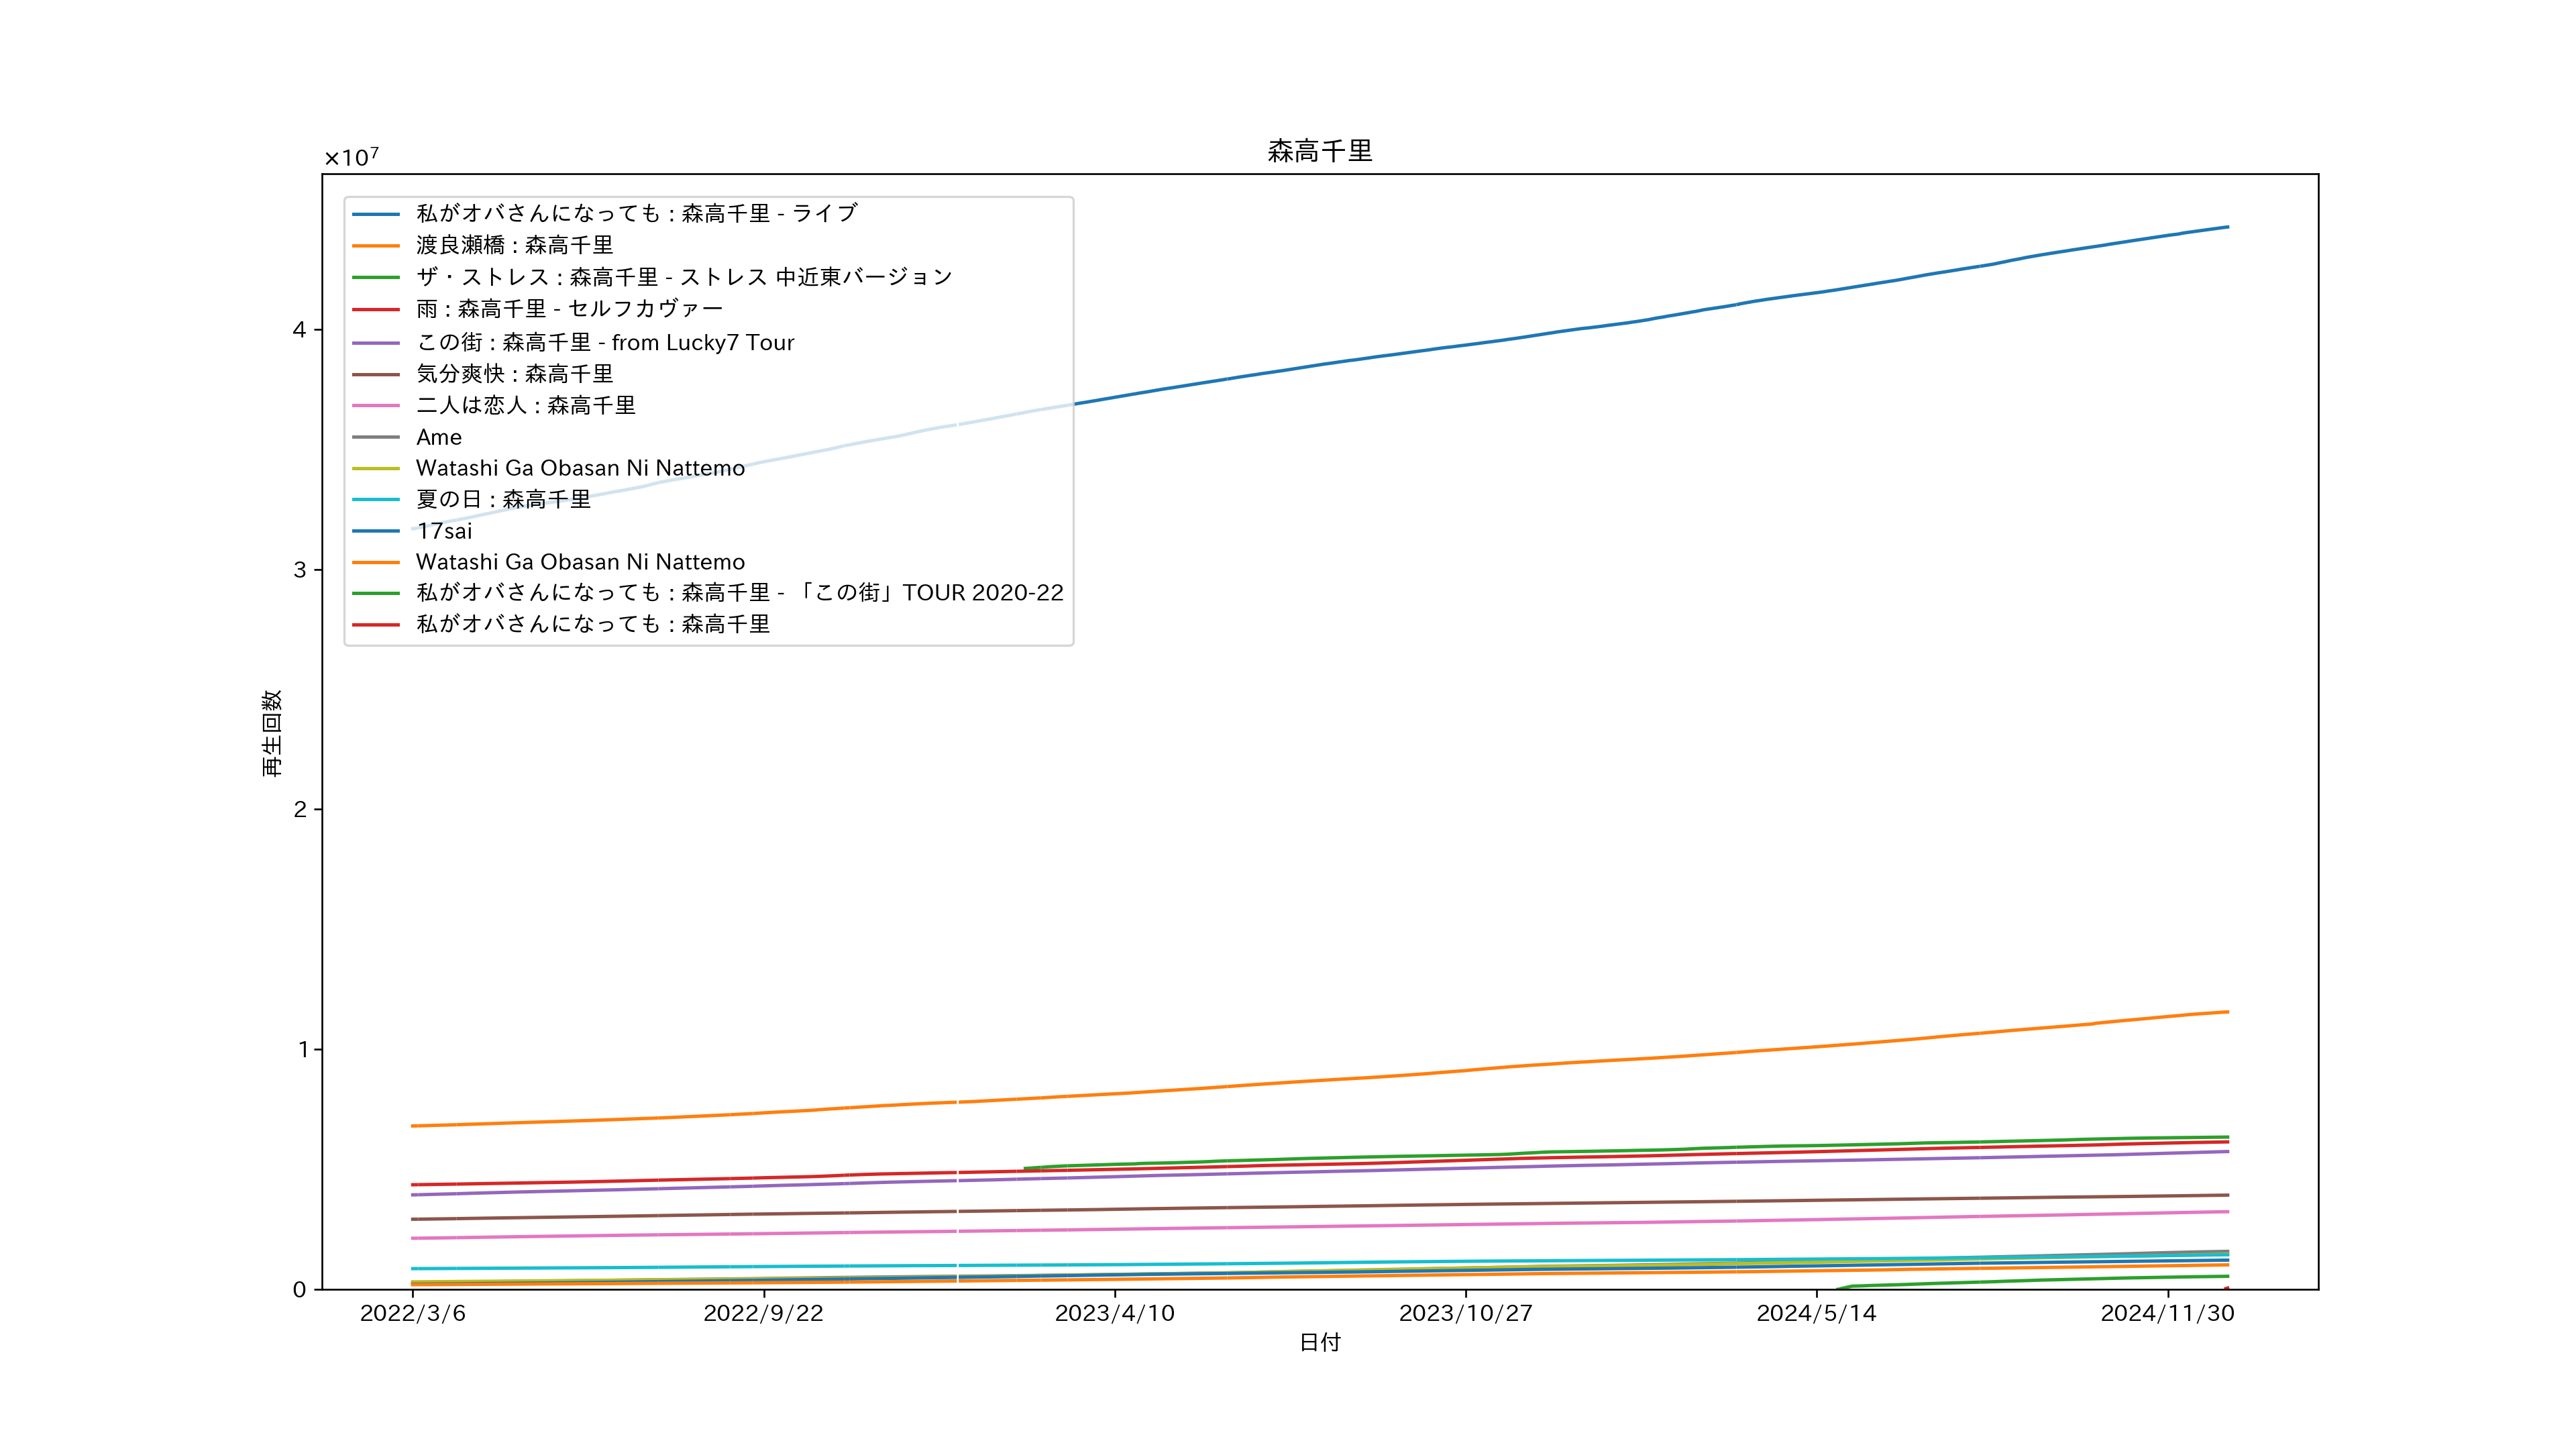 森高千里
×10⁷
私がオバさんになっても : 森高千里 - ライブ
渡良瀬橋 : 森高千里
ザ・ストレス : 森高千里 - ストレス 中近東バージョン
雨 : 森高千里 - セルフカヴァー
この街 : 森高千里 - from Lucky7 Tour
気分爽快 : 森高千里
二人は恋人 : 森高千里
Ame
Watashi Ga Obasan Ni Nattemo
夏の日 : 森高千里
17sai
Watashi Ga Obasan Ni Nattemo
私がオバさんになっても : 森高千里 - 「この街」TOUR 2020-22
私がオバさんになっても : 森高千里
4
3
2
1
0
再生回数
2022/3/6
2022/9/22
2023/4/10
2023/10/27
2024/5/14
2024/11/30
日付